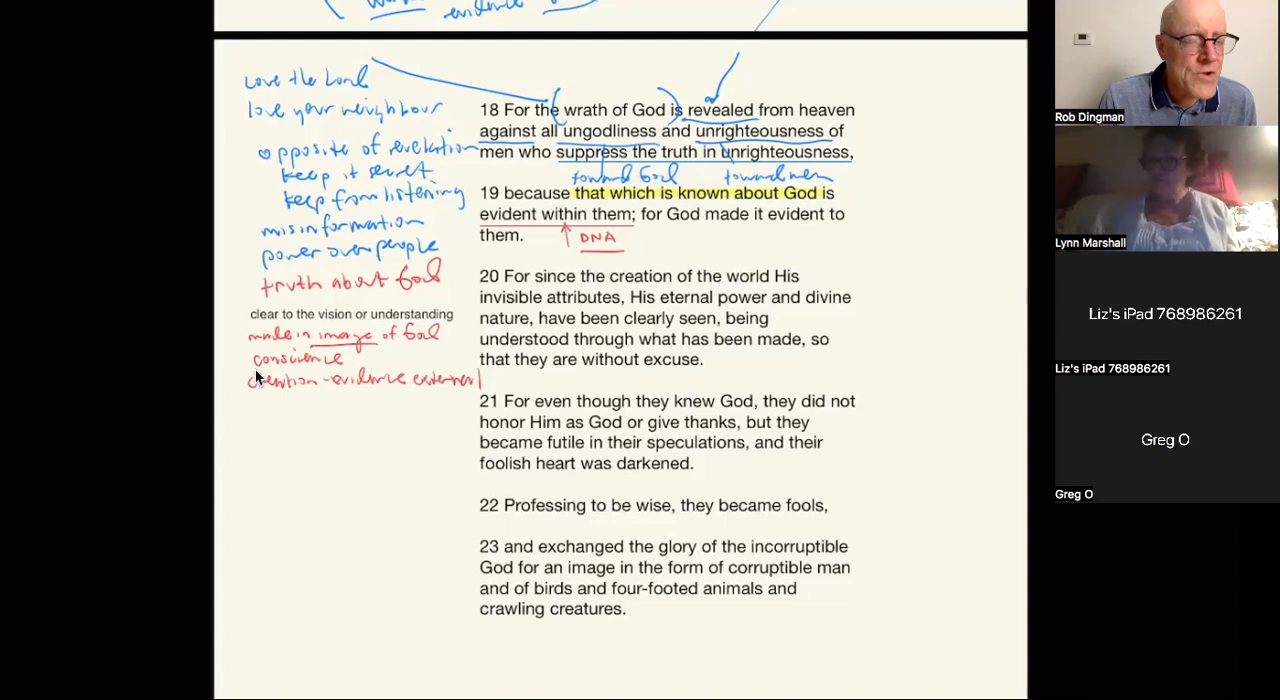 evidence
love the Lord
love your neighbour
opposite of revelation
keep it secret
keep from listening
misinformation
power over people
truth about God
clear to the vision or understanding
made in image of God
conscience
creation - evidence external
18 For the wrath of God is revealed from heaven
against all ungodliness and unrighteousness of
men who suppress the truth in unrighteousness,
toward God toward men
19 because that which is known about God is
evident within them; for God made it evident to
them.
DNA
20 For since the creation of the world His
invisible attributes, His eternal power and divine
nature, have been clearly seen, being
understood through what has been made, so
that they are without excuse.
21 For even though they knew God, they did not
honor Him as God or give thanks, but they
became futile in their speculations, and their
foolish heart was darkened.
22 Professing to be wise, they became fools,
23 and exchanged the glory of the incorruptible
God for an image in the form of corruptible man
and of birds and four-footed animals and
crawling creatures.
Rob Dingman
Lynn Marshall
Liz's iPad 768986261
Liz's iPad 768986261
Greg O
Greg O